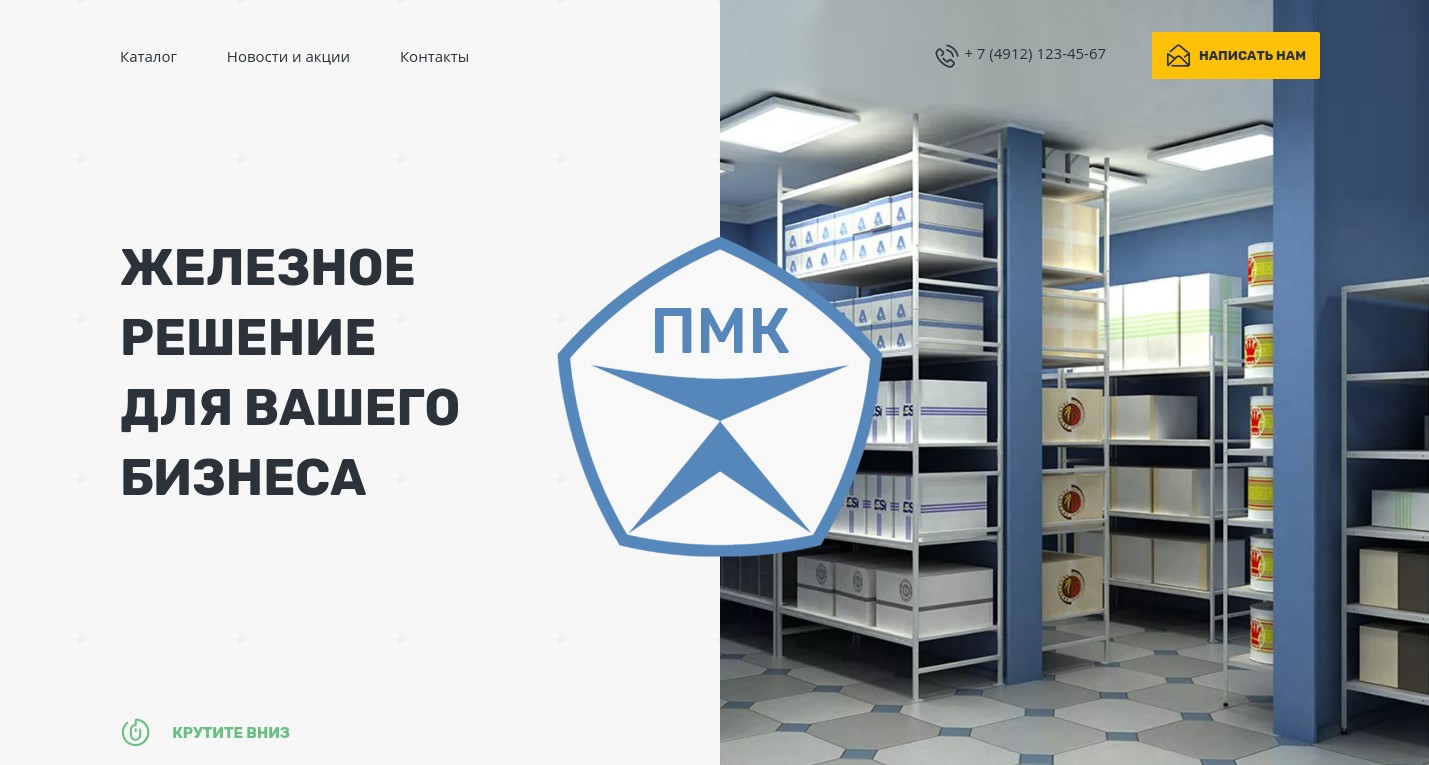 Каталог Новости и акции Контакты
+ 7 (4912) 123-45-67
НАПИСАТЬ НАМ
ЖЕЛЕЗНОЕ
РЕШЕНИЕ
ДЛЯ ВАШЕГО
БИЗНЕСА
ПМК
КРУТИТЕ ВНИЗ